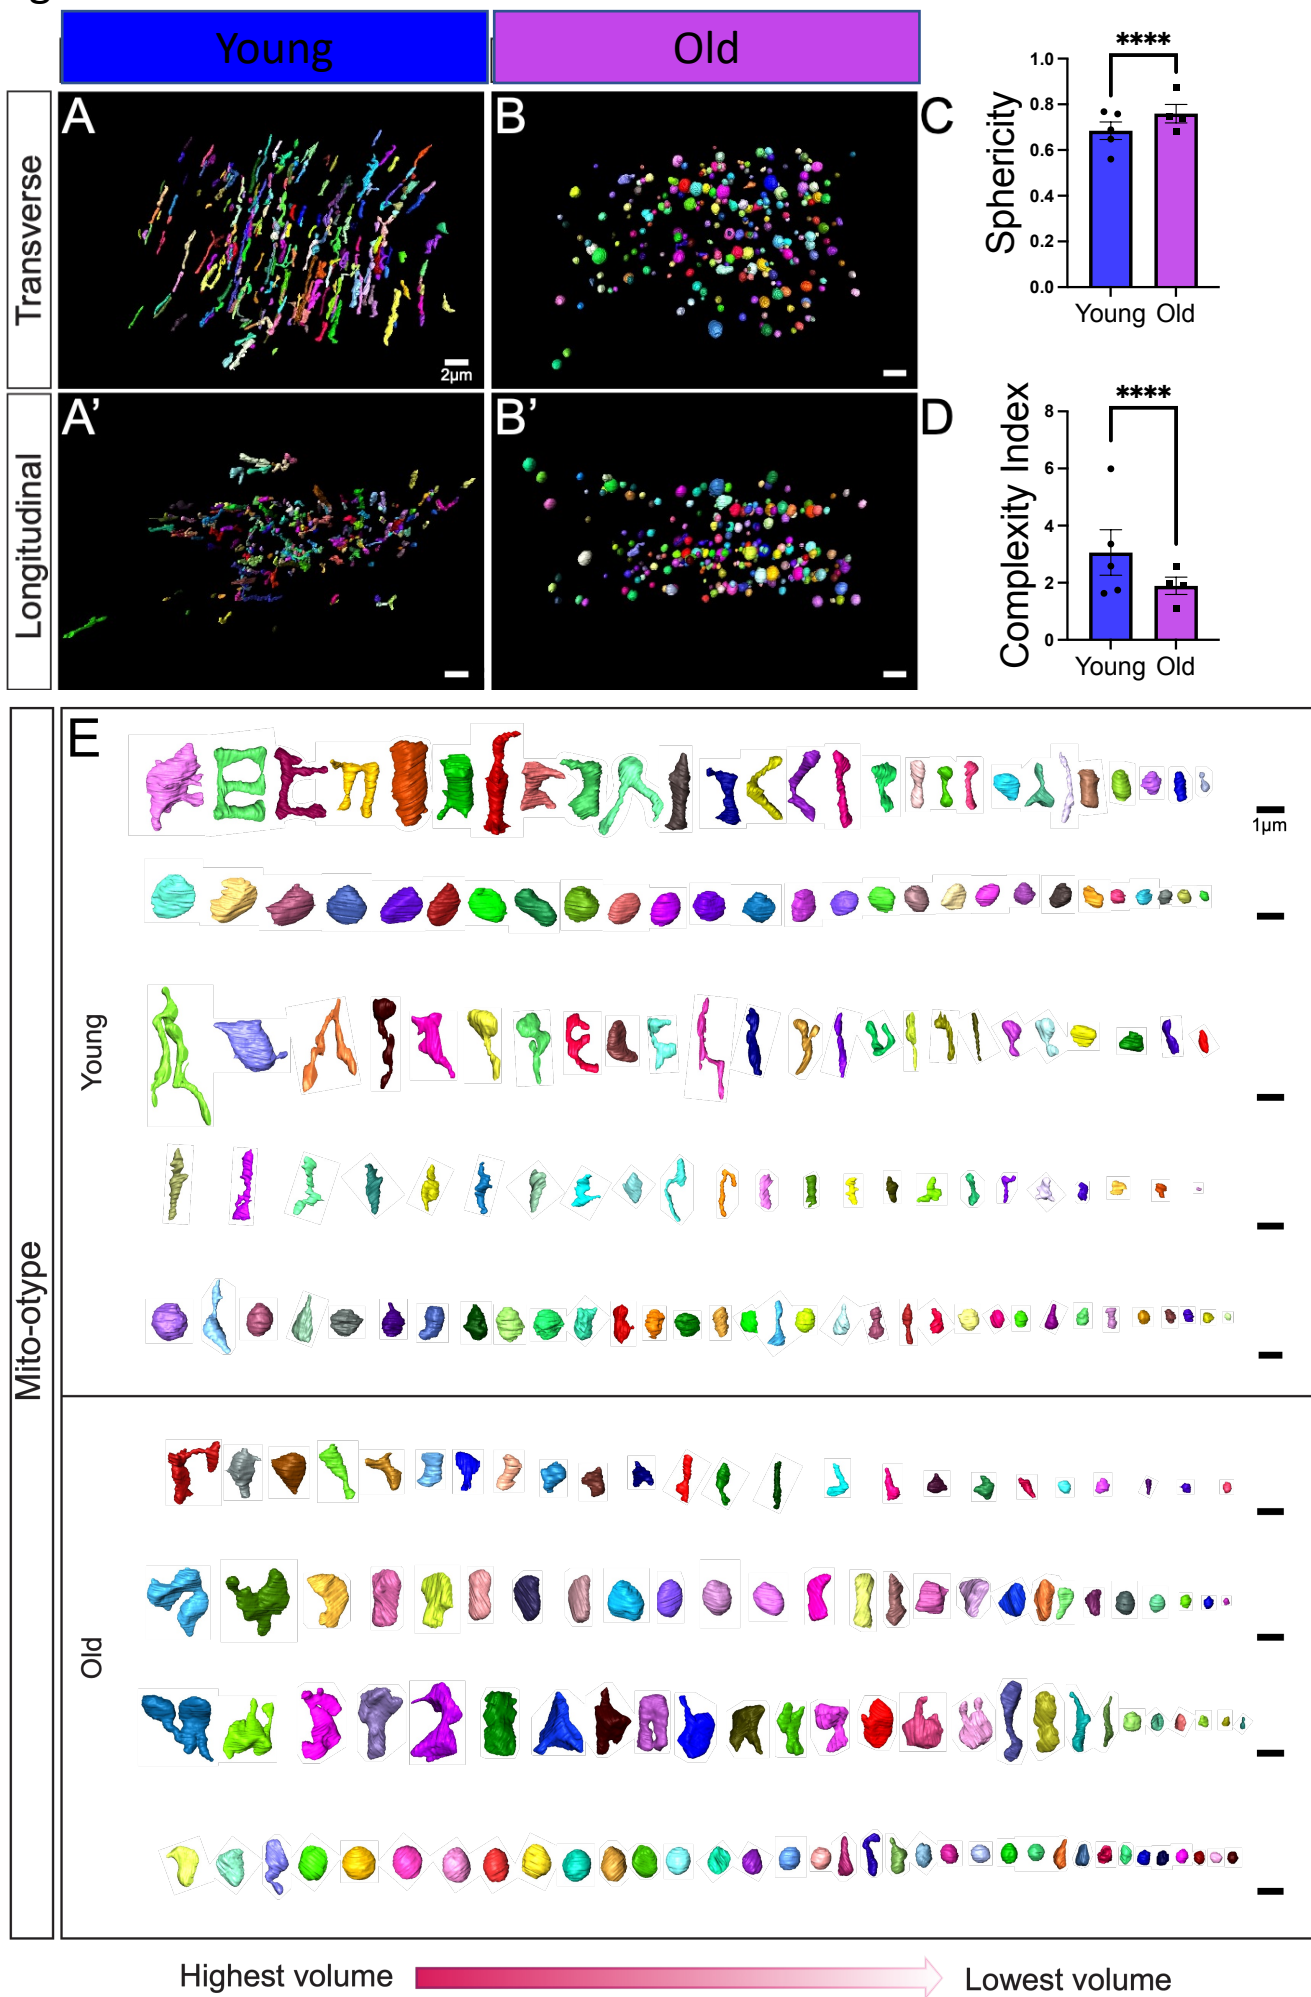 Young
Old
Transverse
A
2µm
B
C
****
Sphericity
1.0
0.8
0.6
0.4
0.2
0.0
Young Old
Longitudinal
A’
B’
D
****
Complexity Index
8
6
4
2
0
Young Old
Mito-otype
E
Young
1µm
Old
Highest volume
Lowest volume